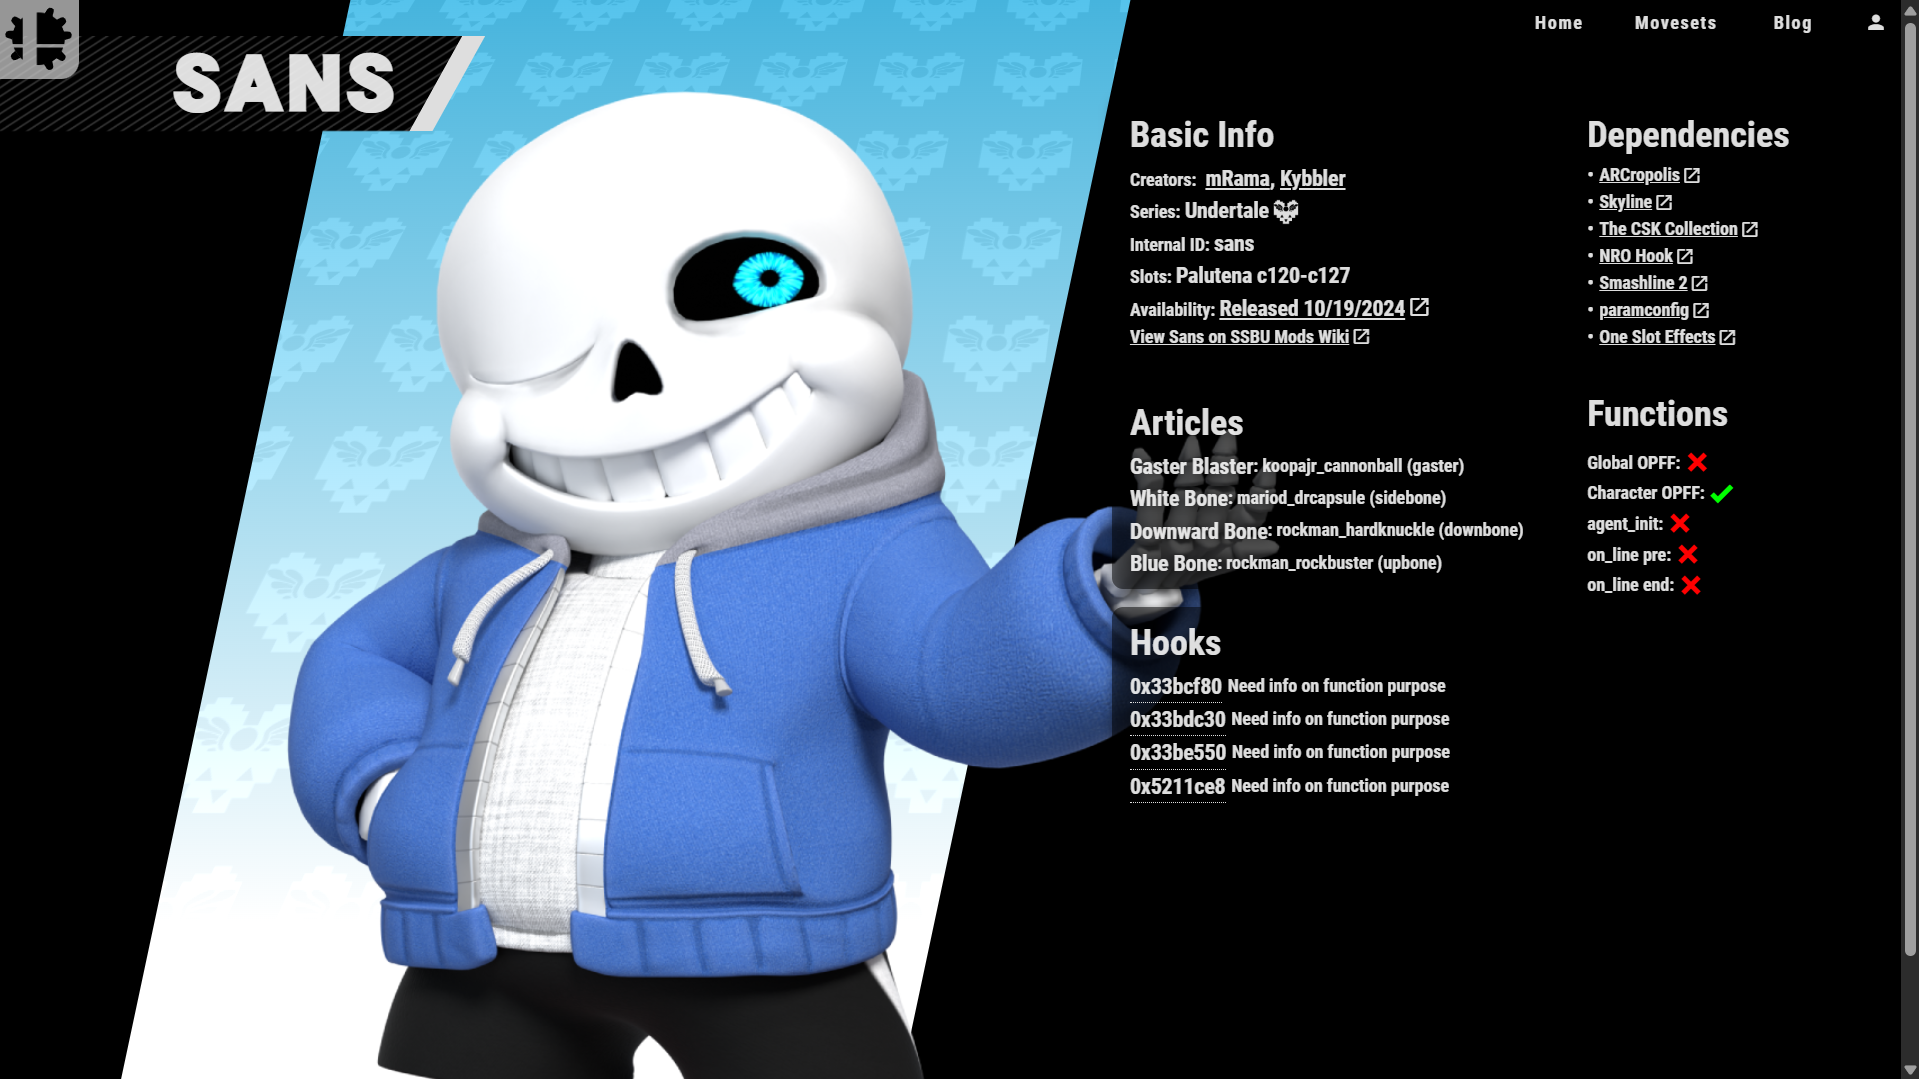 Home Movesets Blog
SANS
Basic Info
Creators: mRama, Kybbler
Series: Undertale
Internal ID: sans
Slots: Palutena c120-c127
Availability: Released 10/19/2024
View Sans on SSBU Mods Wiki
Articles
Gaster Blaster: koopajr_cannonball (gaster)
White Bone: mariod_drcapsule (sidebone)
Downward Bone: rockman_hardknuckle (downbone)
Blue Bone: rockman_rockbuster (upbone)
Hooks
0x33bcf80 Need info on function purpose
0x33bdc30 Need info on function purpose
0x33be550 Need info on function purpose
0x5211ce8 Need info on function purpose
Dependencies
• ARCropolis
• Skyline
• The CSK Collection
• NRO Hook
• Smashline 2
• paramconfig
• One Slot Effects
Functions
Global OPFF: ❌
Character OPFF: ✔
agent_init: ❌
on_line pre: ❌
on_line end: ❌